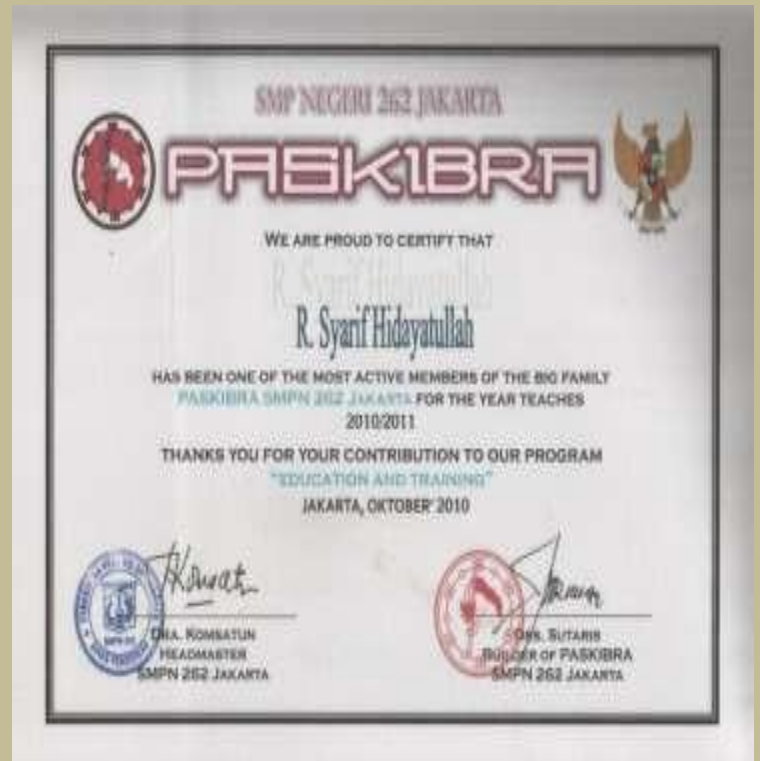 SMP NEGERI 262 JAKARTA
PASKIBRA
WE ARE PROUD TO CERTIFY THAT
R. Syarif Hidayatullah
R. Syarif Hidayatullah
HAS BEEN ONE OF THE MOST ACTIVE MEMBERS OF THE BIG FAMILY
PASKIBRA SMPN 262 JAKARTA FOR THE YEAR TEACHES
2010/2011
THANKS YOU FOR YOUR CONTRIBUTION TO OUR PROGRAM
"EDUCATION AND TRAINING"
JAKARTA, OKTOBER' 2010
DRA. KOMSATUN
HEADMASTER
SMPN 262 JAKARTA
DRS. SUTARIS
BUILDER OF PASKIBRA
SMPN 262 JAKARTA